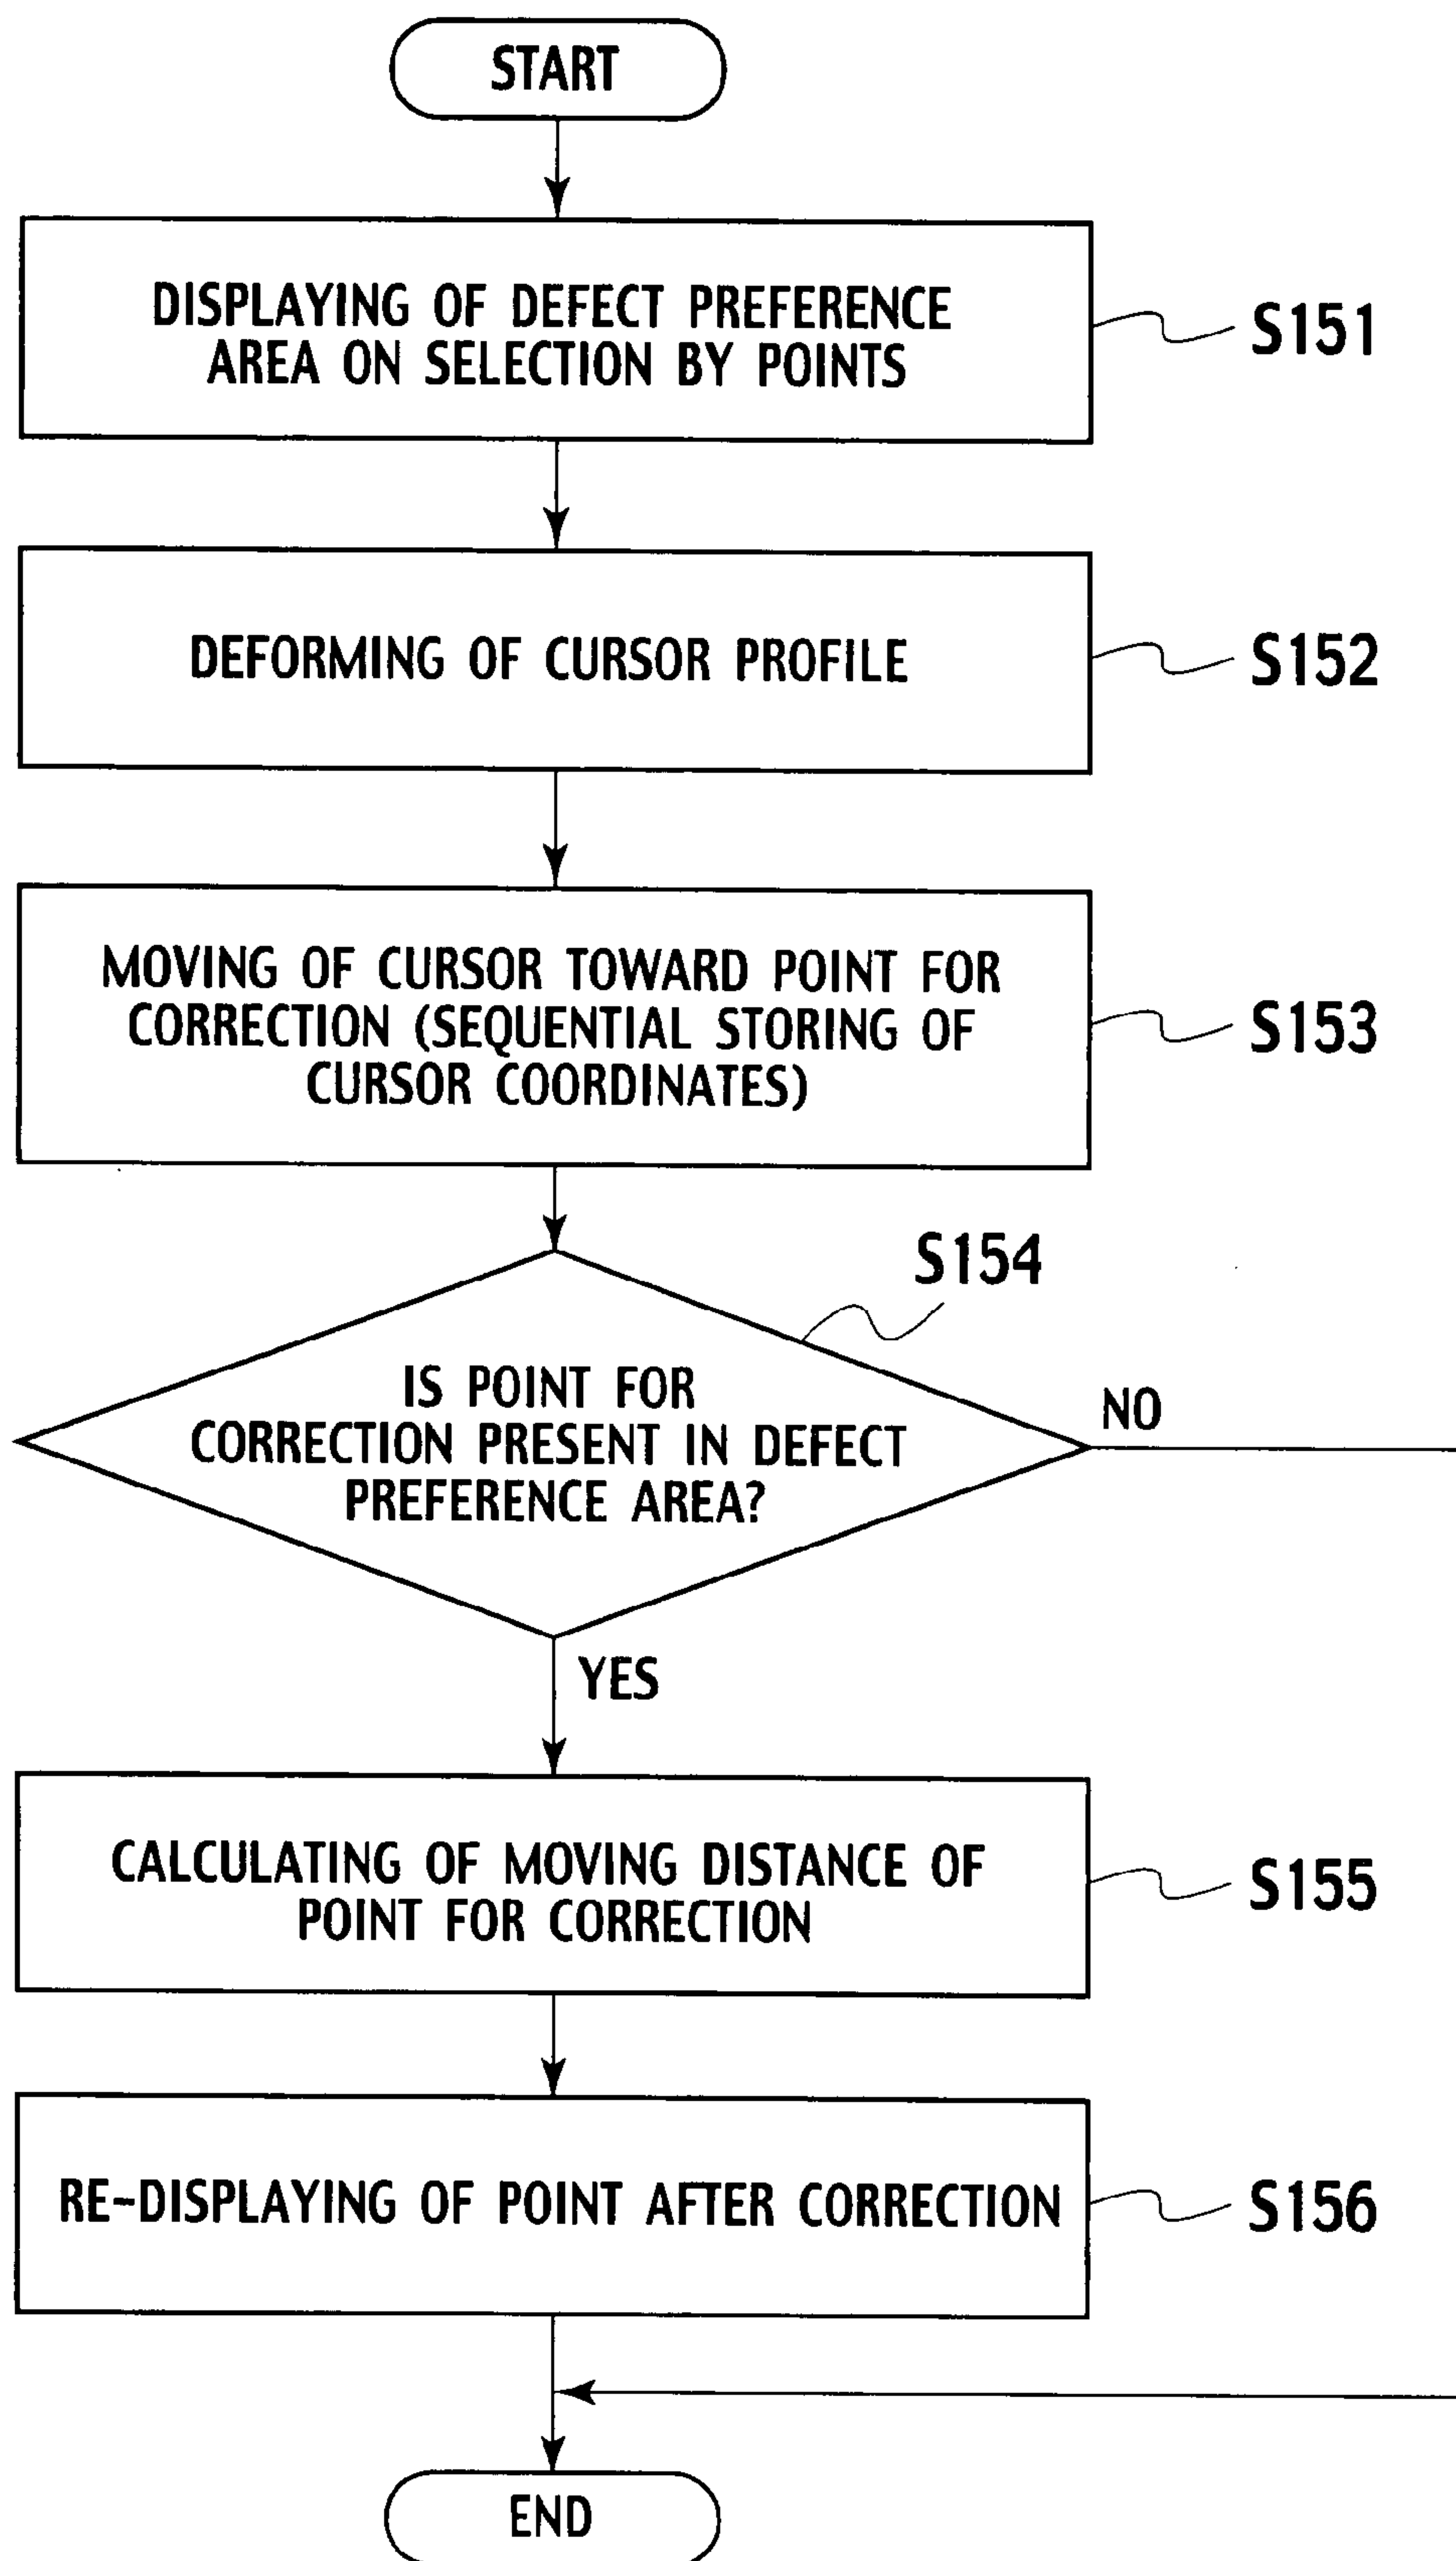 START
DISPLAYING OF DEFECT PREFERENCE
AREA ON SELECTION BY POINTS
S151
DEFORMING OF CURSOR PROFILE
S152
MOVING OF CURSOR TOWARD POINT FOR
CORRECTION (SEQUENTIAL STORING OF
CURSOR COORDINATES)
S153
S154
IS POINT FOR
CORRECTION PRESENT IN DEFECT
PREFERENCE AREA?
NO
YES
CALCULATING OF MOVING DISTANCE OF
POINT FOR CORRECTION
S155
RE-DISPLAYING OF POINT AFTER CORRECTION
S156
END